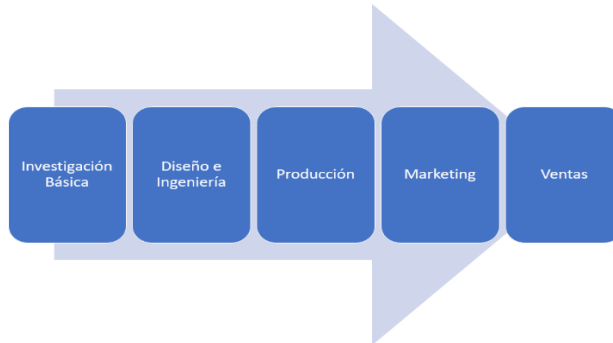 Investigación
Básica
Diseño e
Ingeniería
Producción
Marketing
Ventas